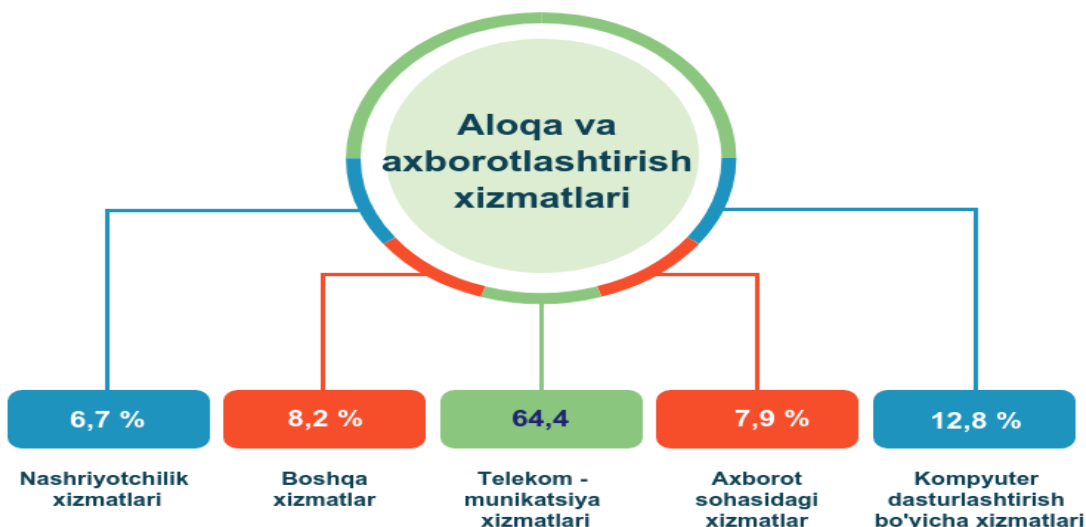 Aloqa va
axborotlashtirish
xizmatlari
6,7 %
8,2 %
64,4
7,9 %
12,8 %
Nashriyotchilik
xizmatlari
Boshqa
xizmatlar
Telekom -
munikatsiya
xizmatlari
Axborot
sohasidagi
xizmatlar
Kompyuter
dasturlashtirish
bo'yicha xizmatlari